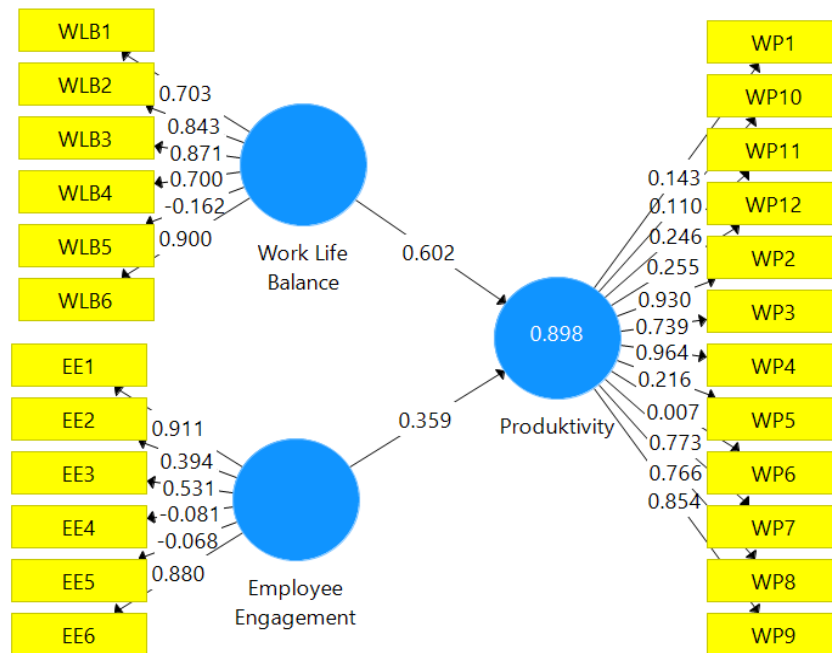 WLB1
WLB2
WLB3
WLB4
WLB5
WLB6
0.703
0.843
0.871
0.700
-0.162
0.900
Work Life
Balance
0.602
EE1
EE2
EE3
EE4
EE5
EE6
0.911
0.394
0.531
-0.081
-0.068
0.880
Employee
Engagement
0.359
0.898
Produktivity
0.143
0.110
0.246
0.255
0.930
0.739
0.964
0.216
0.007
0.773
0.766
0.854
WP1
WP10
WP11
WP12
WP2
WP3
WP4
WP5
WP6
WP7
WP8
WP9